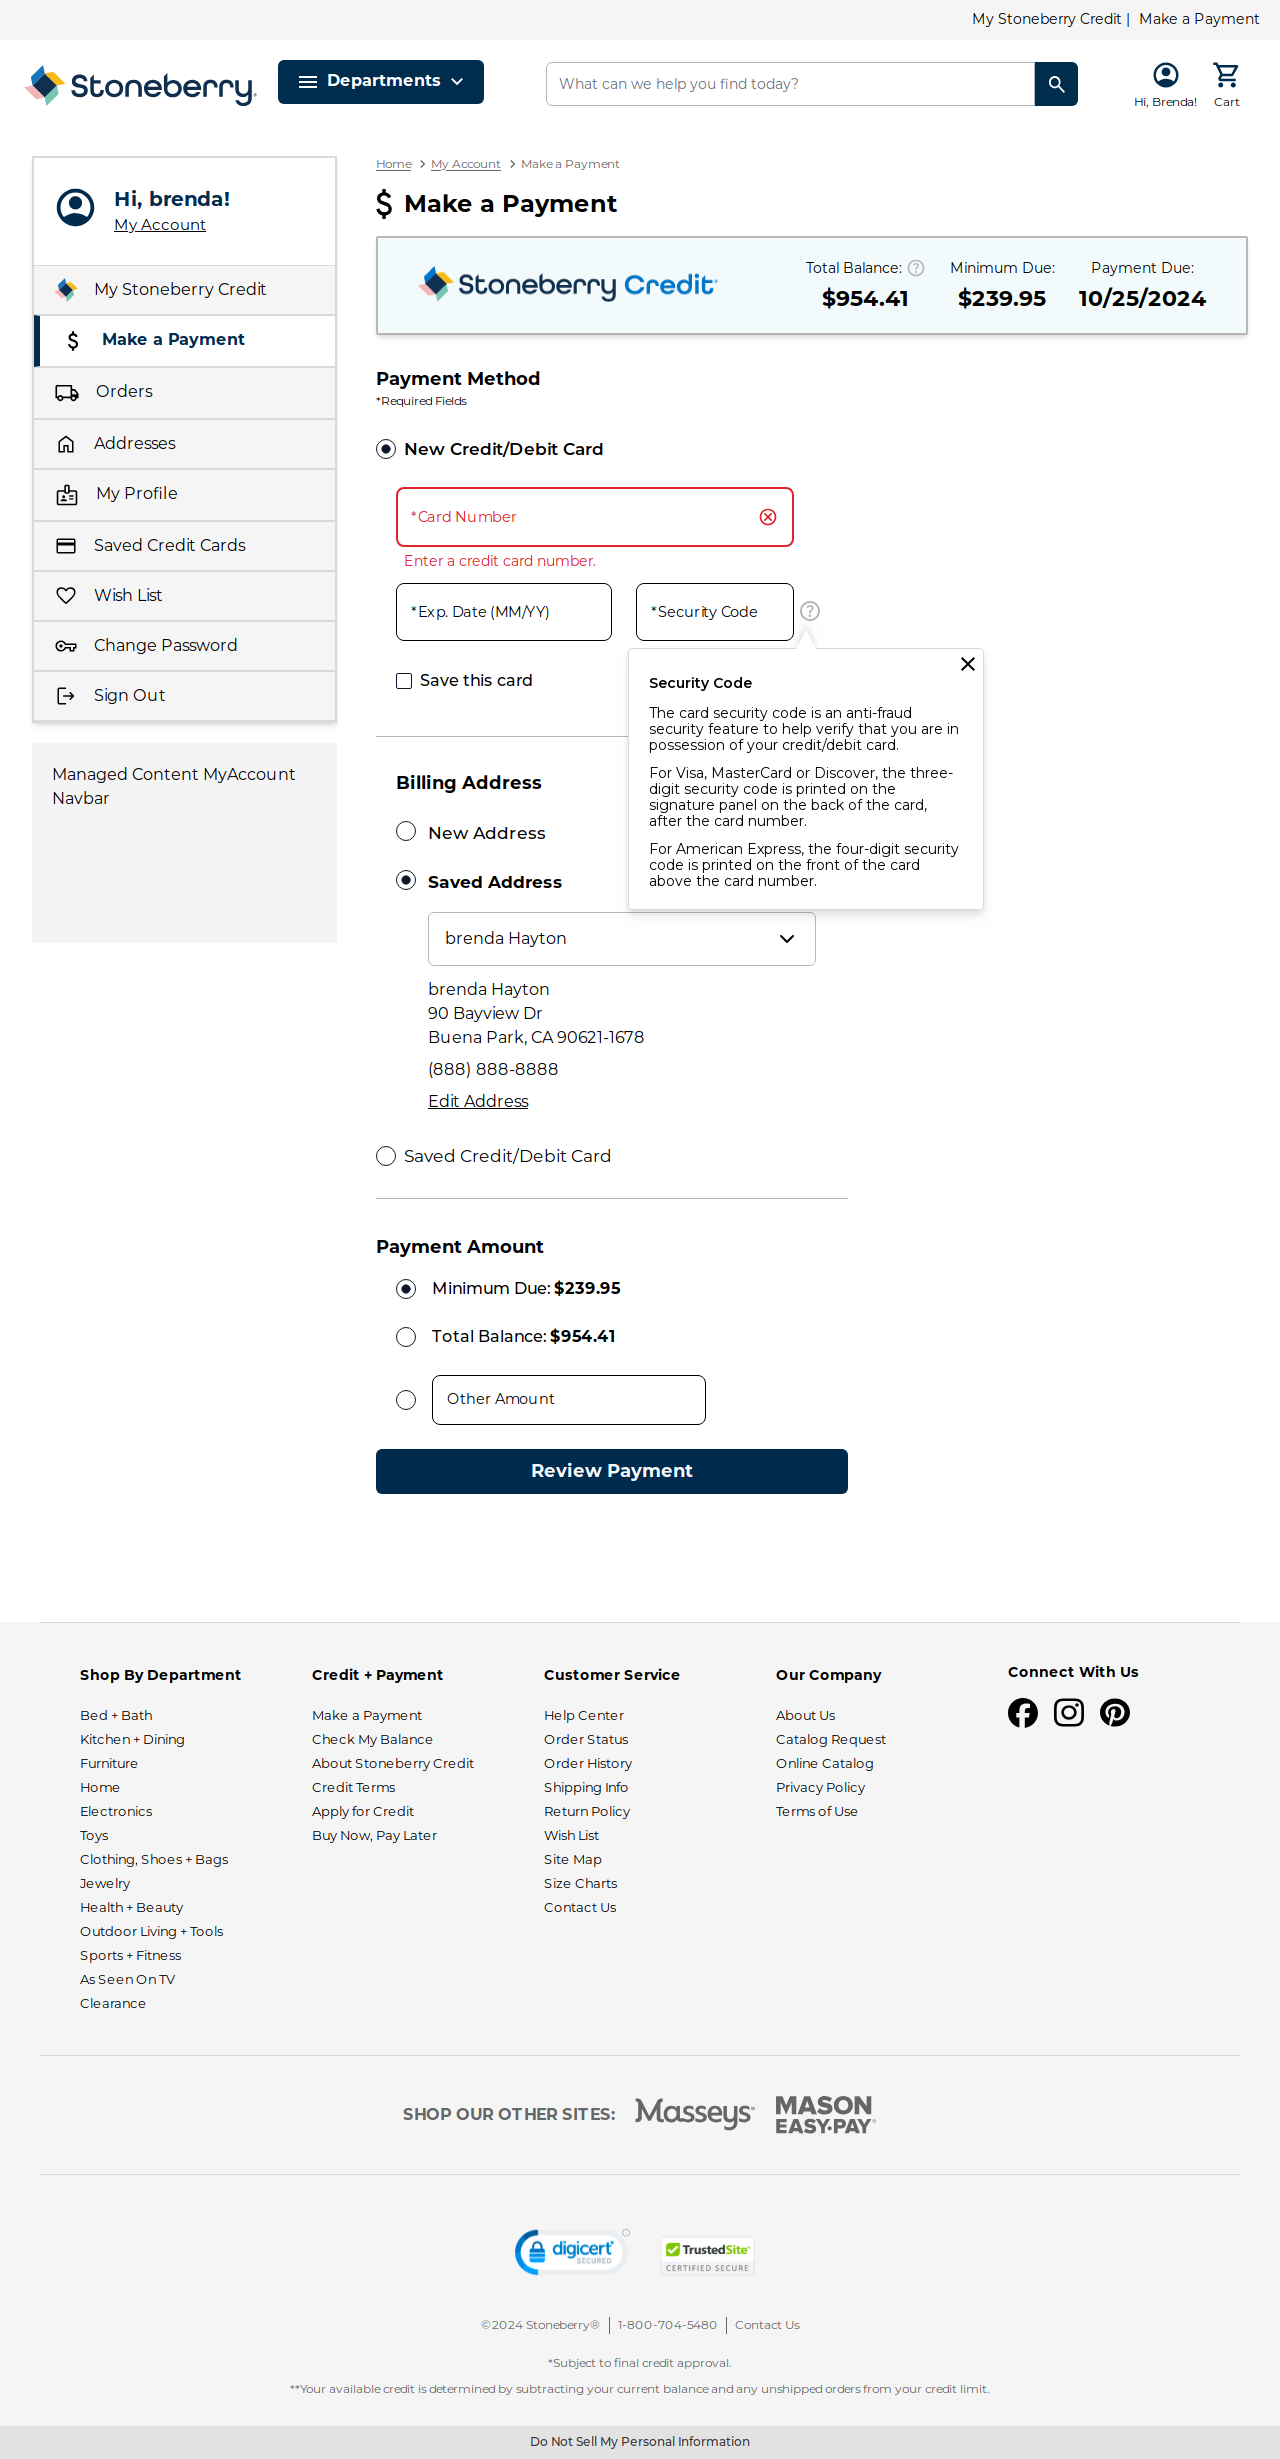 My Stoneberry Credit | Make a Payment
Stoneberry
Departments
What can we help you find today?
Hi, Brenda!
Cart
Hi, brenda!
My Account
My Stoneberry Credit
Make a Payment
Orders
Addresses
My Profile
Saved Credit Cards
Wish List
Change Password
Sign Out
Managed Content MyAccount
Navbar
Home > My Account > Make a Payment
$ Make a Payment
Stoneberry Credit
Total Balance:
$954.41
Minimum Due:
$239.95
Payment Due:
10/25/2024
Payment Method
*Required Fields
New Credit/Debit Card
*Card Number
Enter a credit card number.
*Exp. Date (MM/YY)
*Security Code
Save this card
Security Code
The card security code is an anti-fraud
security feature to help verify that you are in
possession of your credit/debit card.
For Visa, MasterCard or Discover, the three-
digit security code is printed on the
signature panel on the back of the card,
after the card number.
For American Express, the four-digit security
code is printed on the front of the card
above the card number.
Billing Address
New Address
Saved Address
brenda Hayton
brenda Hayton
90 Bayview Dr
Buena Park, CA 90621-1678
(888) 888-8888
Edit Address
Saved Credit/Debit Card
Payment Amount
Minimum Due: $239.95
Total Balance: $954.41
Other Amount
Review Payment
Shop By Department
Bed + Bath
Kitchen + Dining
Furniture
Home
Electronics
Toys
Clothing, Shoes + Bags
Jewelry
Health + Beauty
Outdoor Living + Tools
Sports + Fitness
As Seen On TV
Clearance
Credit + Payment
Make a Payment
Check My Balance
About Stoneberry Credit
Credit Terms
Apply for Credit
Buy Now, Pay Later
Customer Service
Help Center
Order Status
Order History
Shipping Info
Return Policy
Wish List
Site Map
Size Charts
Contact Us
Our Company
About Us
Catalog Request
Online Catalog
Privacy Policy
Terms of Use
Connect With Us
SHOP OUR OTHER SITES:
Masseys
MASON
EASY•PAY
digicert
SECURED
TrustedSite
CERTIFIED SECURE
©2024 Stoneberry® | 1-800-704-5480 | Contact Us
*Subject to final credit approval.
**Your available credit is determined by subtracting your current balance and any unshipped orders from your credit limit.
Do Not Sell My Personal Information